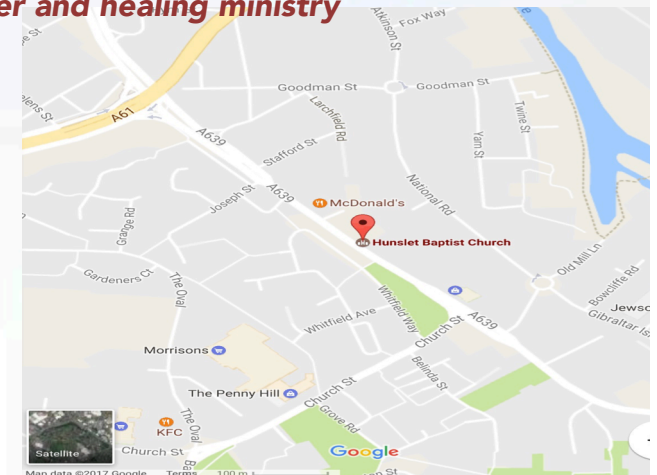 er and healing ministry
Atkinson St
Fox Way
Goodman St
Goodman St
Larchfield Rd
Twine St
Yarn St
A61
A639
Stafford St
Joseph St
A639
McDonald's
National Rd
Grange Rd
Hunslet Baptist Church
Old Mill Ln
Gardeners Ct
The Oval
Bowcliffe Rd
Whitfield Way
Gibraltar Is
Jewso
Whitfield Ave
Church St
A639
Morrisons
Belinda St
The Penny Hill
Church St
The Oval
Grove Rd
KFC
Church St
Satellite
Google
Map data ©2017 Google Terms 100 m